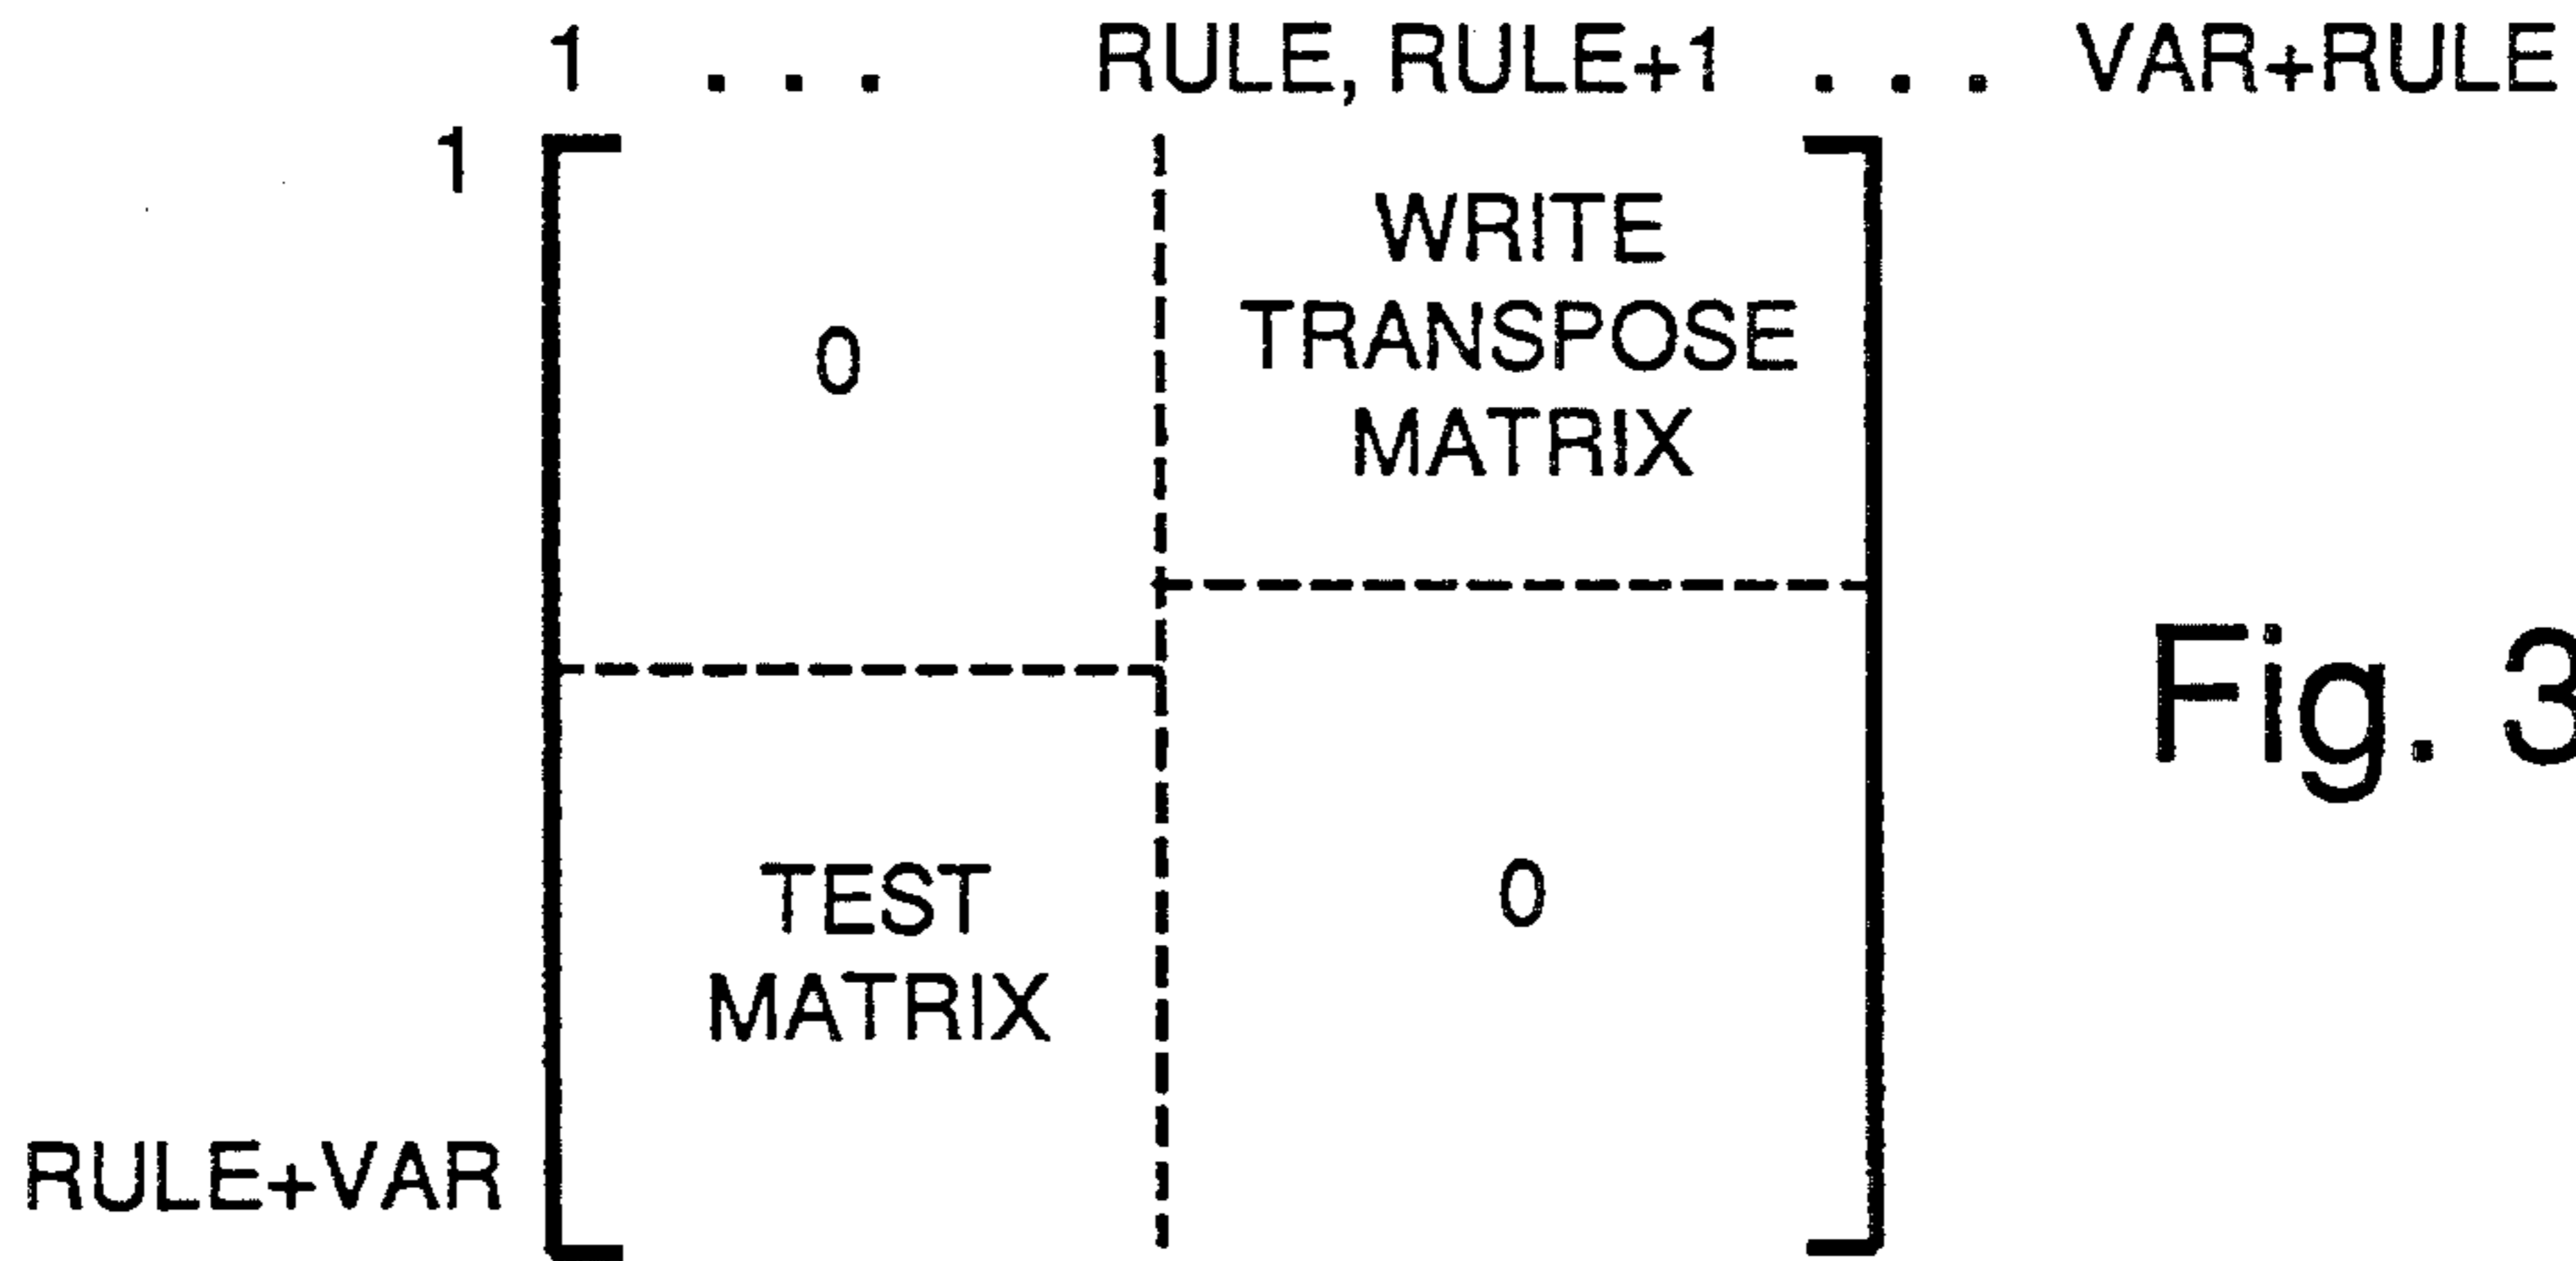 1 . . . RULE, RULE+1 . . . VAR+RULE
1
WRITE
TRANSPOSE
MATRIX
0
TEST
MATRIX
0
RULE+VAR
Fig. 3